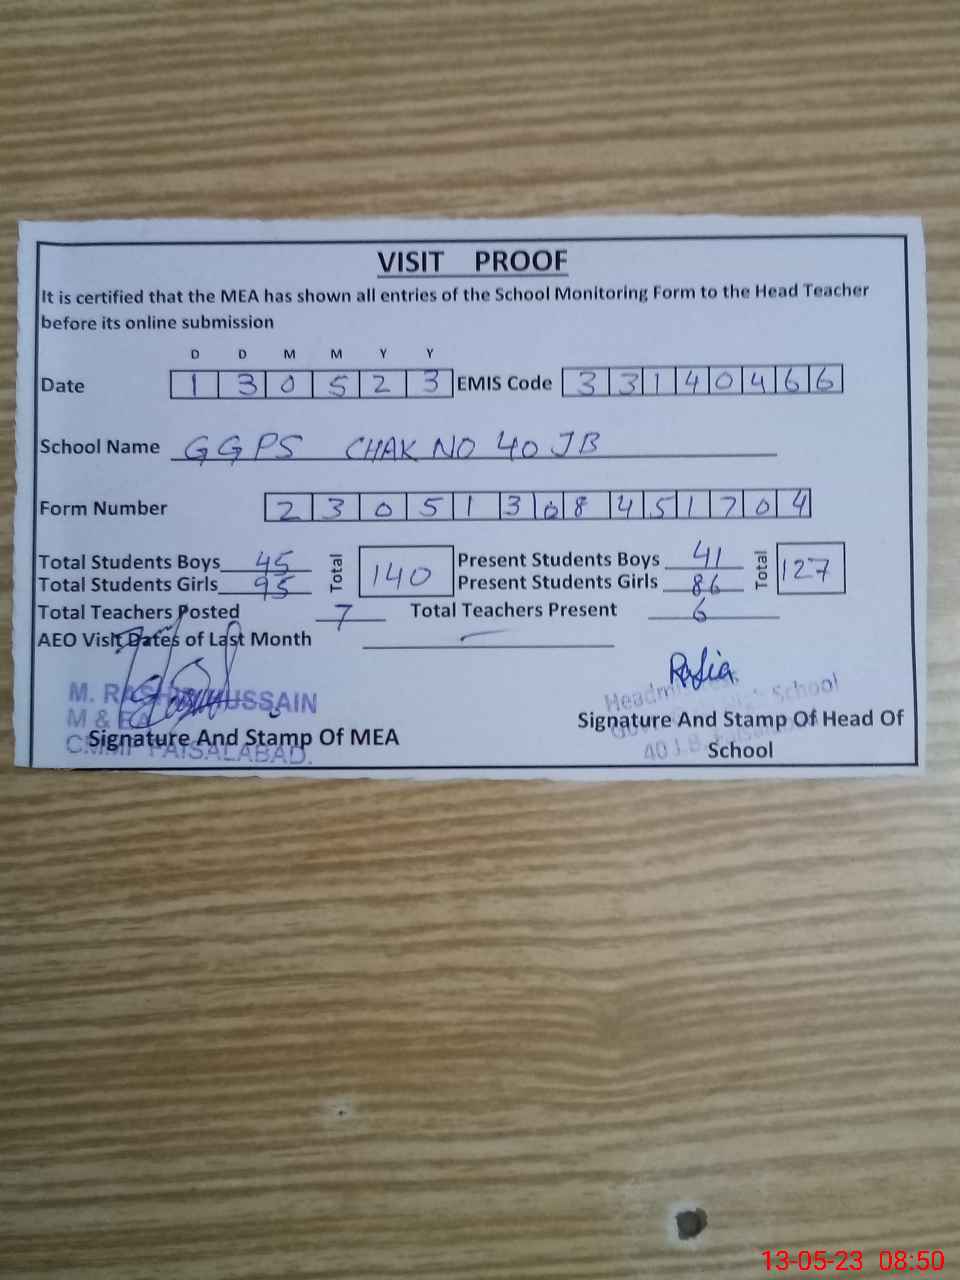 VISIT PROOF
It is certified that the MEA has shown all entries of the School Monitoring Form to the Head Teacher
before its online submission
D D M M Y Y
Date 1 3 0 5 2 3 EMIS Code 3 3 1 4 0 4 6 6
School Name GGPS CHAK NO 40 JB
Form Number 2 3 0 5 1 3 0 8 4 5 1 7 0 4
Total Students Boys 45 Total 140 Present Students Boys 41 Total 127
Total Students Girls 95 Present Students Girls 86
Total Teachers Posted 7 Total Teachers Present 6
AEO Visit Dates of Last Month
Rafia
M. RASHID HUSSAIN
M & EA
Signature And Stamp Of MEA
FAISALABAD.
School
Signature And Stamp Of Head Of
School
40 J.B.
13-05-23 08:50